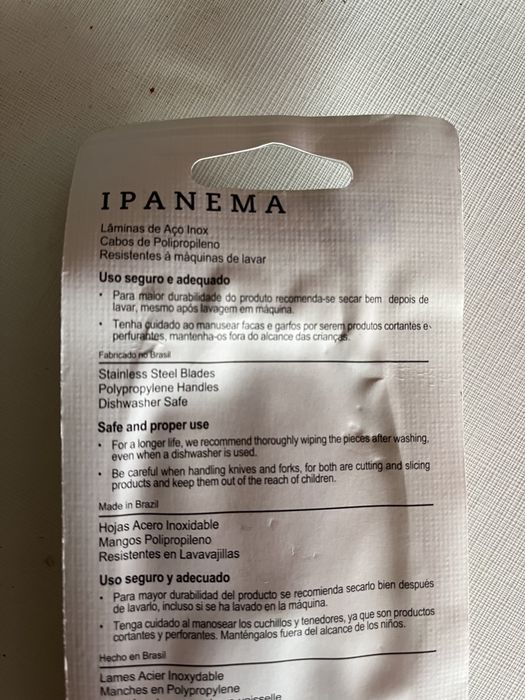 IPANEMA
Lâminas de Aço Inox
Cabos de Polipropileno
Resistentes à máquinas de lavar
Uso seguro e adequado
• Para maior durabilidade do produto recomenda-se secar bem depois de
lavar, mesmo após lavagem em máquina.
• Tenha cuidado ao manusear facas e garfos por serem produtos cortantes e
perfurantes, mantenha-os fora do alcance das crianças.
Fabricado no Brasil
Stainless Steel Blades
Polypropylene Handles
Dishwasher Safe
Safe and proper use
• For a longer life, we recommend thoroughly wiping the pieces after washing,
even when a dishwasher is used.
• Be careful when handling knives and forks, for both are cutting and slicing
products and keep them out of the reach of children.
Made in Brazil
Hojas Acero Inoxidable
Mangos Polipropileno
Resistentes en Lavavajillas
Uso seguro y adecuado
• Para mayor durabilidad del producto se recomienda secarlo bien después
de lavarlo, incluso si se ha lavado en la máquina.
• Tenga cuidado al manosear los cuchillos y tenedores, ya que son productos
cortantes y perforantes. Manténgalos fuera del alcance de los niños.
Hecho en Brasil
Lames Acier Inoxydable
Manches en Polypropylene